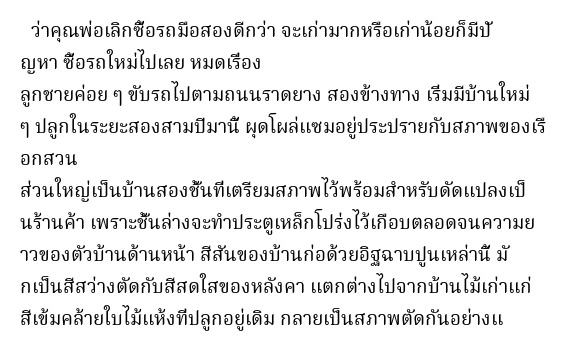 ว่าคุณพ่อเลิกซื้อรถมือสองดีกว่า จะเก่ามากหรือเก่าน้อยก็มีปั
ญหา ซื้อรถใหม่ไปเลย หมดเรื่อง
ลูกชายค่อย ๆ ขับรถไปตามถนนราดยาง สองข้างทาง เริ่มมีบ้านใหม่
ๆ ปลูกในระยะสองสามปีมานี้ ผุดโผล่แซมอยู่ประปรายกับสภาพของเรื
อกสวน
ส่วนใหญ่เป็นบ้านสองชั้นที่เตรียมสภาพไว้พร้อมสำหรับดัดแปลงเป็
นร้านค้า เพราะชั้นล่างจะทำประตูเหล็กโปร่งไว้เกือบตลอดจนความย
าวของตัวบ้านด้านหน้า สีสันของบ้านก่อด้วยอิฐฉาบปูนเหล่านี้ มั
กเป็นสีสว่างตัดกับสีสดใสของหลังคา แตกต่างไปจากบ้านไม้เก่าแก่
สีเข้มคล้ายใบไม้แห้งที่ปลูกอยู่เดิม กลายเป็นสภาพตัดกันอย่างแ